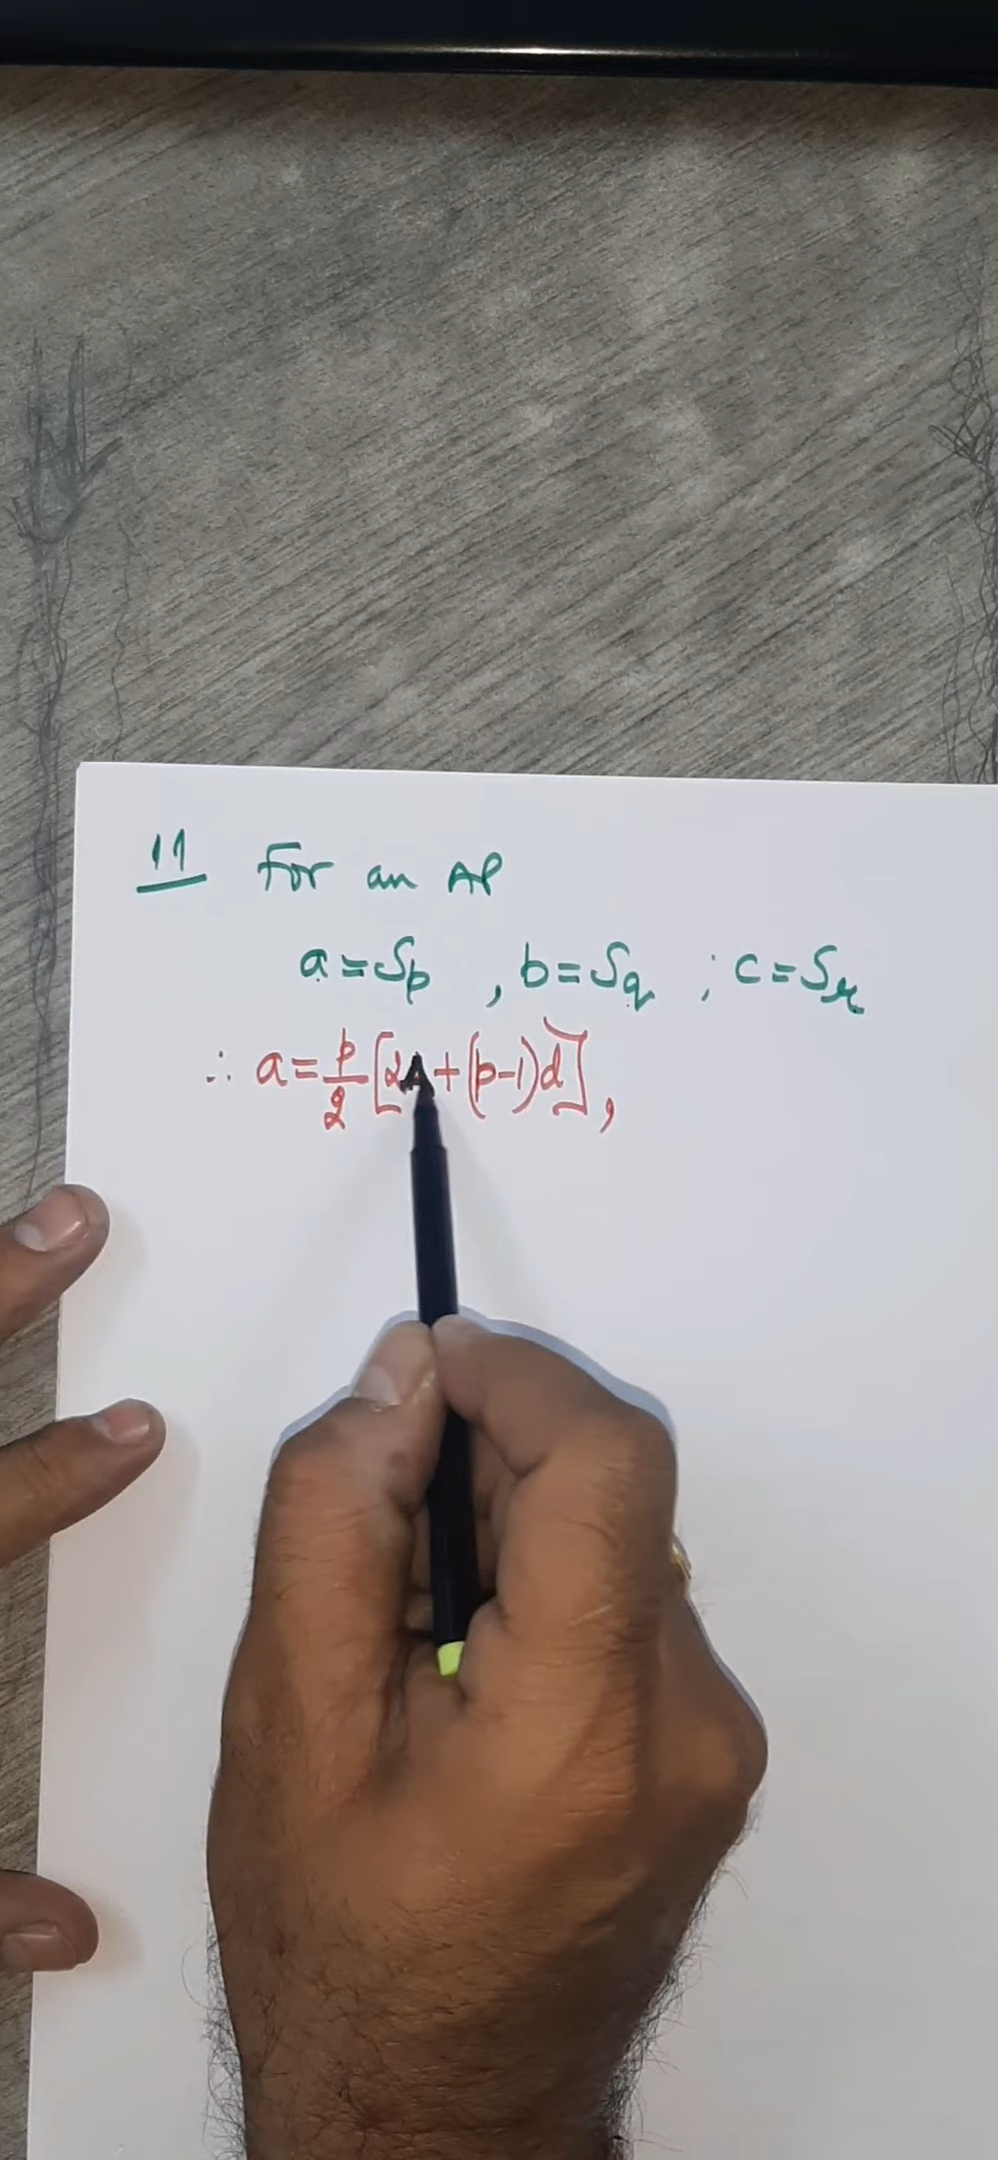 11 For an AP
a = Sp , b = Sq ; c = Sr
∴ a = p/2 [2A + (p-1)d] ,